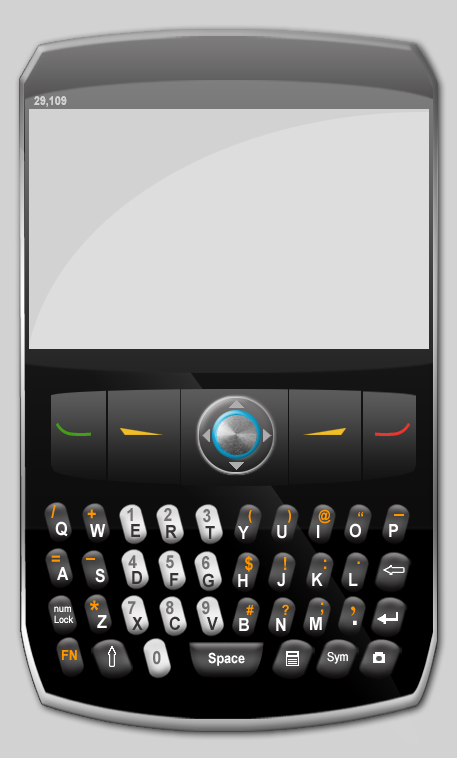 29,109
/ + 1 2 3 ( ) @ “ –
Q W E R T Y U I O P
= – 4 5 6 $ ! : .
A S D F G H J K L
num
Lock
* 7 8 9 # ? ; ,
Z X C V B N M .
FN 0 Space Sym